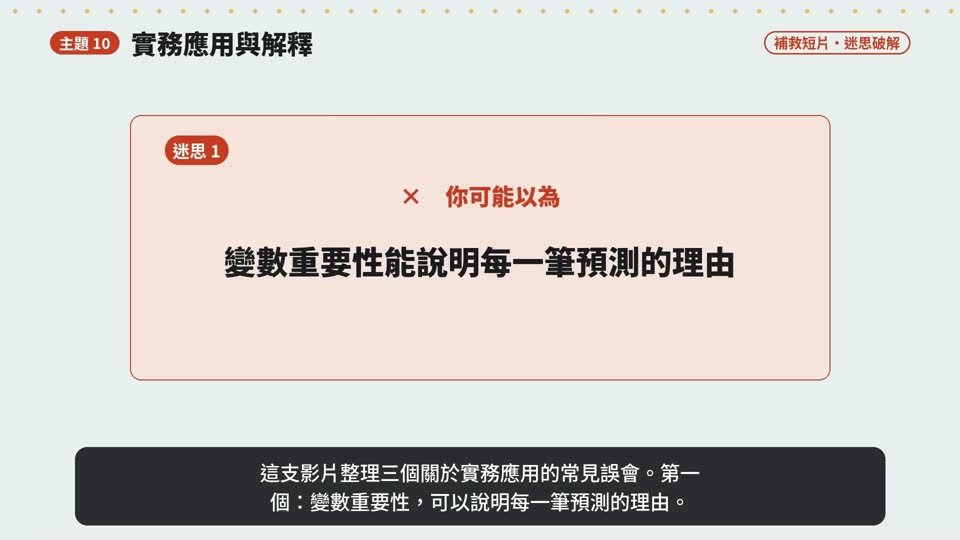 主題 10 實務應用與解釋
補救短片・迷思破解
迷思 1
✕ 你可能以為
變數重要性能說明每一筆預測的理由
這支影片整理三個關於實務應用的常見誤會。第一
個：變數重要性，可以說明每一筆預測的理由。